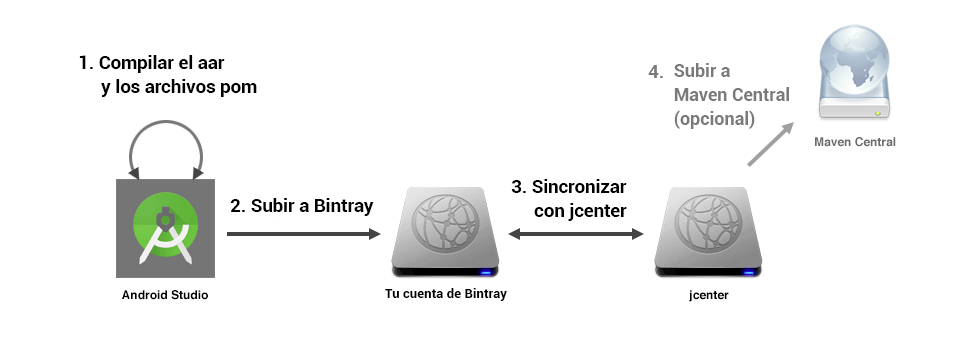 1. Compilar el aar
y los archivos pom
Android Studio
2. Subir a Bintray
Tu cuenta de Bintray
3. Sincronizar
con jcenter
jcenter
4. Subir a
Maven Central
(opcional)
Maven Central